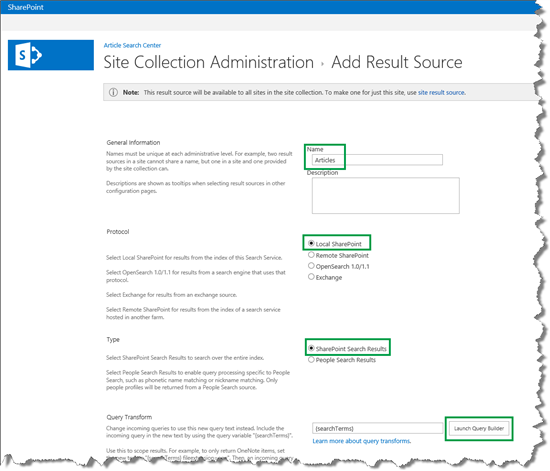 SharePoint
Article Search Center
Site Collection Administration › Add Result Source
Note: This result source will be available to all sites in the site collection. To make one for just this site, use site result source.
General Information
Names must be unique at each administrative level. For example, two result
sources in a site cannot share a name, but one in a site and one provided
by the site collection can.
Descriptions are shown as tooltips when selecting result sources in other
configuration pages.
Name
Articles
Description
Protocol
Select Local SharePoint for results from the index of this Search Service.
Select OpenSearch 1.0/1.1 for results from a search engine that uses that
protocol.
Select Exchange for results from an exchange source.
Select Remote SharePoint for results from the index of a search service
hosted in another farm.
Local SharePoint
Remote SharePoint
OpenSearch 1.0/1.1
Exchange
Type
Select SharePoint Search Results to search over the entire index.
Select People Search Results to enable query processing specific to People
Search, such as phonetic name matching or nickname matching. Only
people profiles will be returned from a People Search source.
SharePoint Search Results
People Search Results
Query Transform
Change incoming queries to use this new query text instead. Include the
incoming query in the new text by using the query variable "{searchTerms}".
Use this to scope results. For example, to only return OneNote items, set
{searchTerms}
Launch Query Builder
Learn more about query transforms.